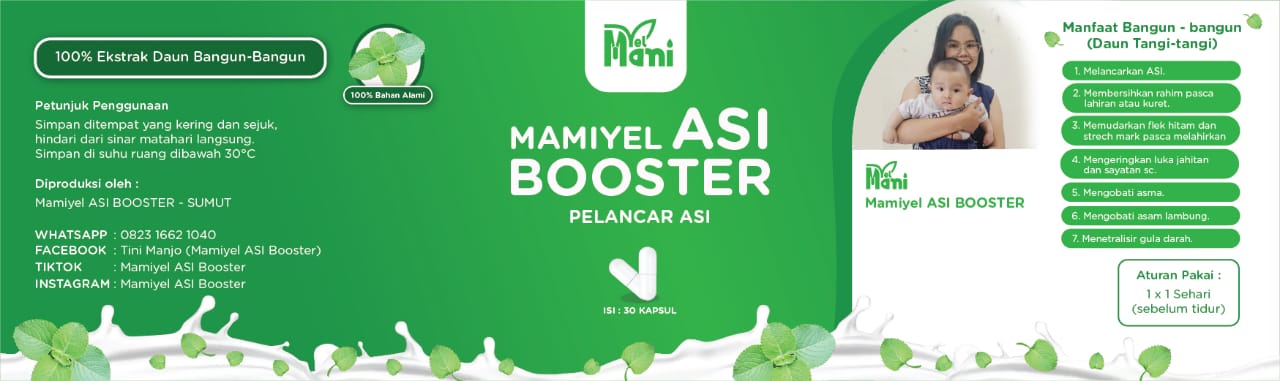 100% Ekstrak Daun Bangun-Bangun
100% Bahan Alami
Petunjuk Penggunaan
Simpan ditempat yang kering dan sejuk,
hindari dari sinar matahari langsung.
Simpan di suhu ruang dibawah 30°C
Diproduksi oleh :
Mamiyel ASI BOOSTER - SUMUT
WHATSAPP : 0823 1662 1040
FACEBOOK : Tini Manjo (Mamiyel ASI Booster)
TIKTOK : Mamiyel ASI Booster
INSTAGRAM : Mamiyel ASI Booster
Mamiyel
MAMIYEL ASI
BOOSTER
PELANCAR ASI
ISI : 30 KAPSUL
Mamiyel
Mamiyel ASI BOOSTER
Manfaat Bangun - bangun
(Daun Tangi-tangi)
1. Melancarkan ASI.
2. Membersihkan rahim pasca
lahiran atau kuret.
3. Memudarkan flek hitam dan
strech mark pasca melahirkan
4. Mengeringkan luka jahitan
dan sayatan sc.
5. Mengobati asma.
6. Mengobati asam lambung.
7. Menetralisir gula darah.
Aturan Pakai :
1 x 1 Sehari
(sebelum tidur)